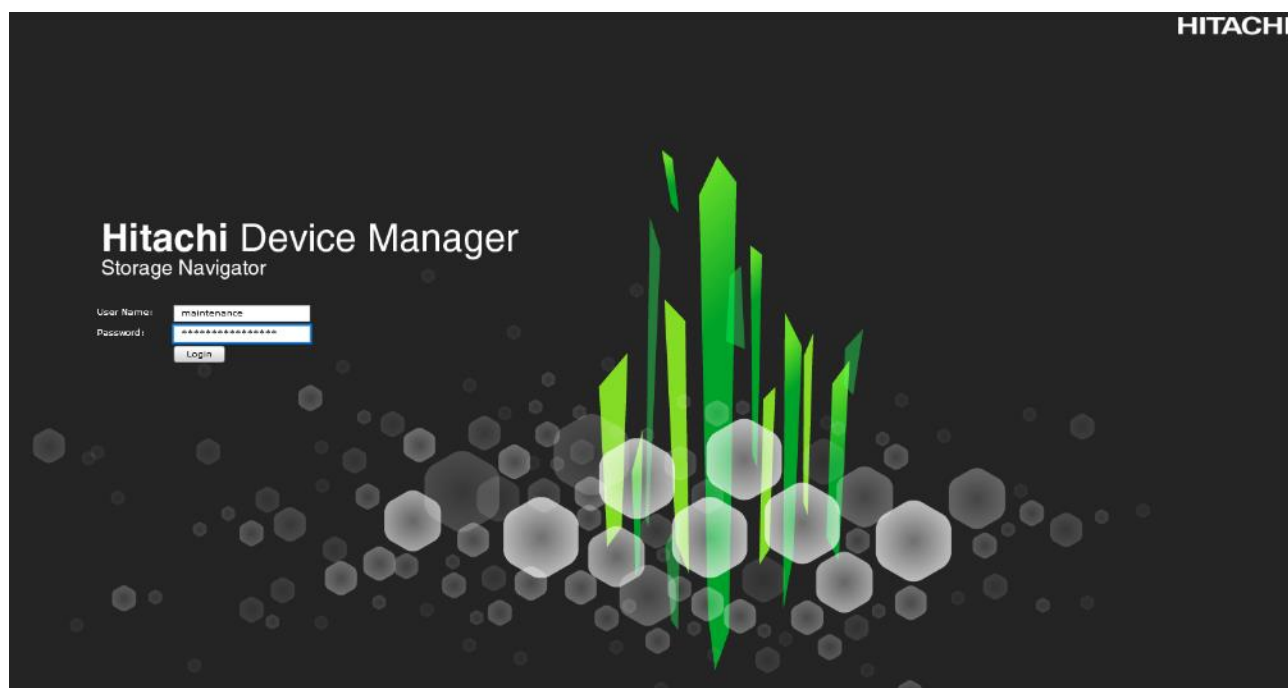 HITACHI
Hitachi Device Manager
Storage Navigator
User Name: maintenance
Password: ****************
Login